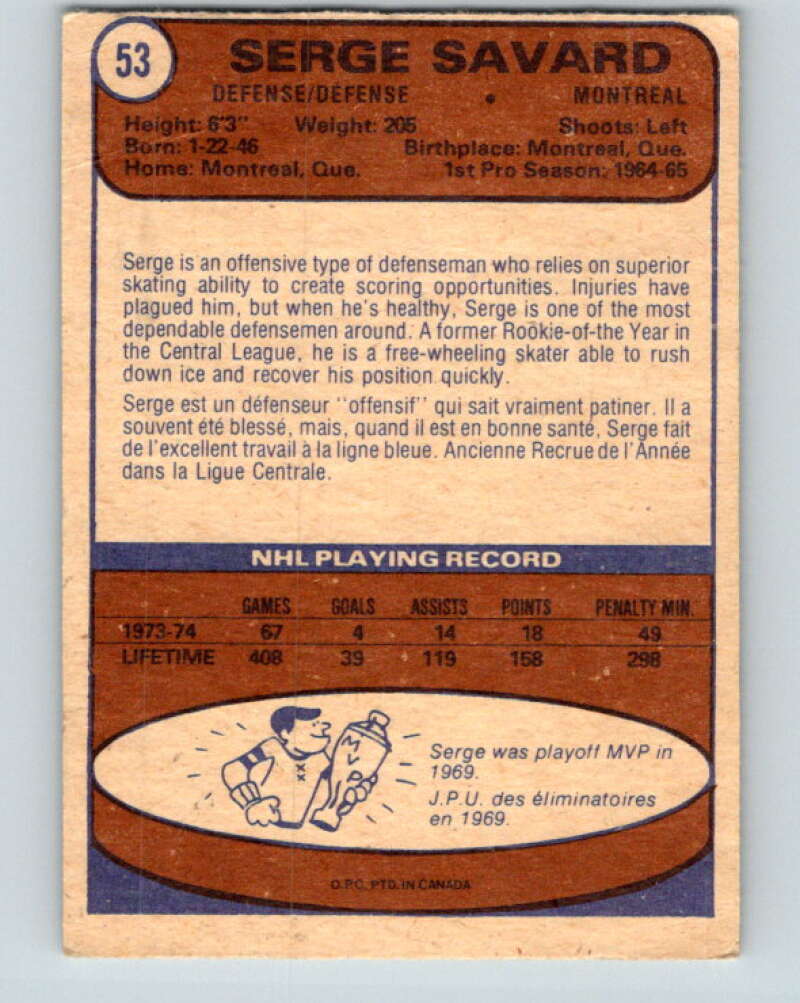 53
SERGE SAVARD
DEFENSE/DEFENSE • MONTREAL
Height: 6'3" Weight: 205 Shoots: Left
Born: 1-22-46 Birthplace: Montreal, Que.
Home: Montreal, Que. 1st Pro Season: 1964-65
Serge is an offensive type of defenseman who relies on superior
skating ability to create scoring opportunities. Injuries have
plagued him, but when he's healthy, Serge is one of the most
dependable defensemen around. A former Rookie-of-the Year in
the Central League, he is a free-wheeling skater able to rush
down ice and recover his position quickly.
Serge est un défenseur "offensif" qui sait vraiment patiner. Il a
souvent été blessé, mais, quand il est en bonne santé, Serge fait
de l'excellent travail à la ligne bleue. Ancienne Recrue de l'Année
dans la Ligue Centrale.
NHL PLAYING RECORD
GAMES GOALS ASSISTS POINTS PENALTY MIN.
1973-74 67 4 14 18 49
LIFETIME 408 39 119 158 298
MVP
XX
Serge was playoff MVP in
1969.
J.P.U. des éliminatoires
en 1969.
O.P.C. PTD. IN CANADA